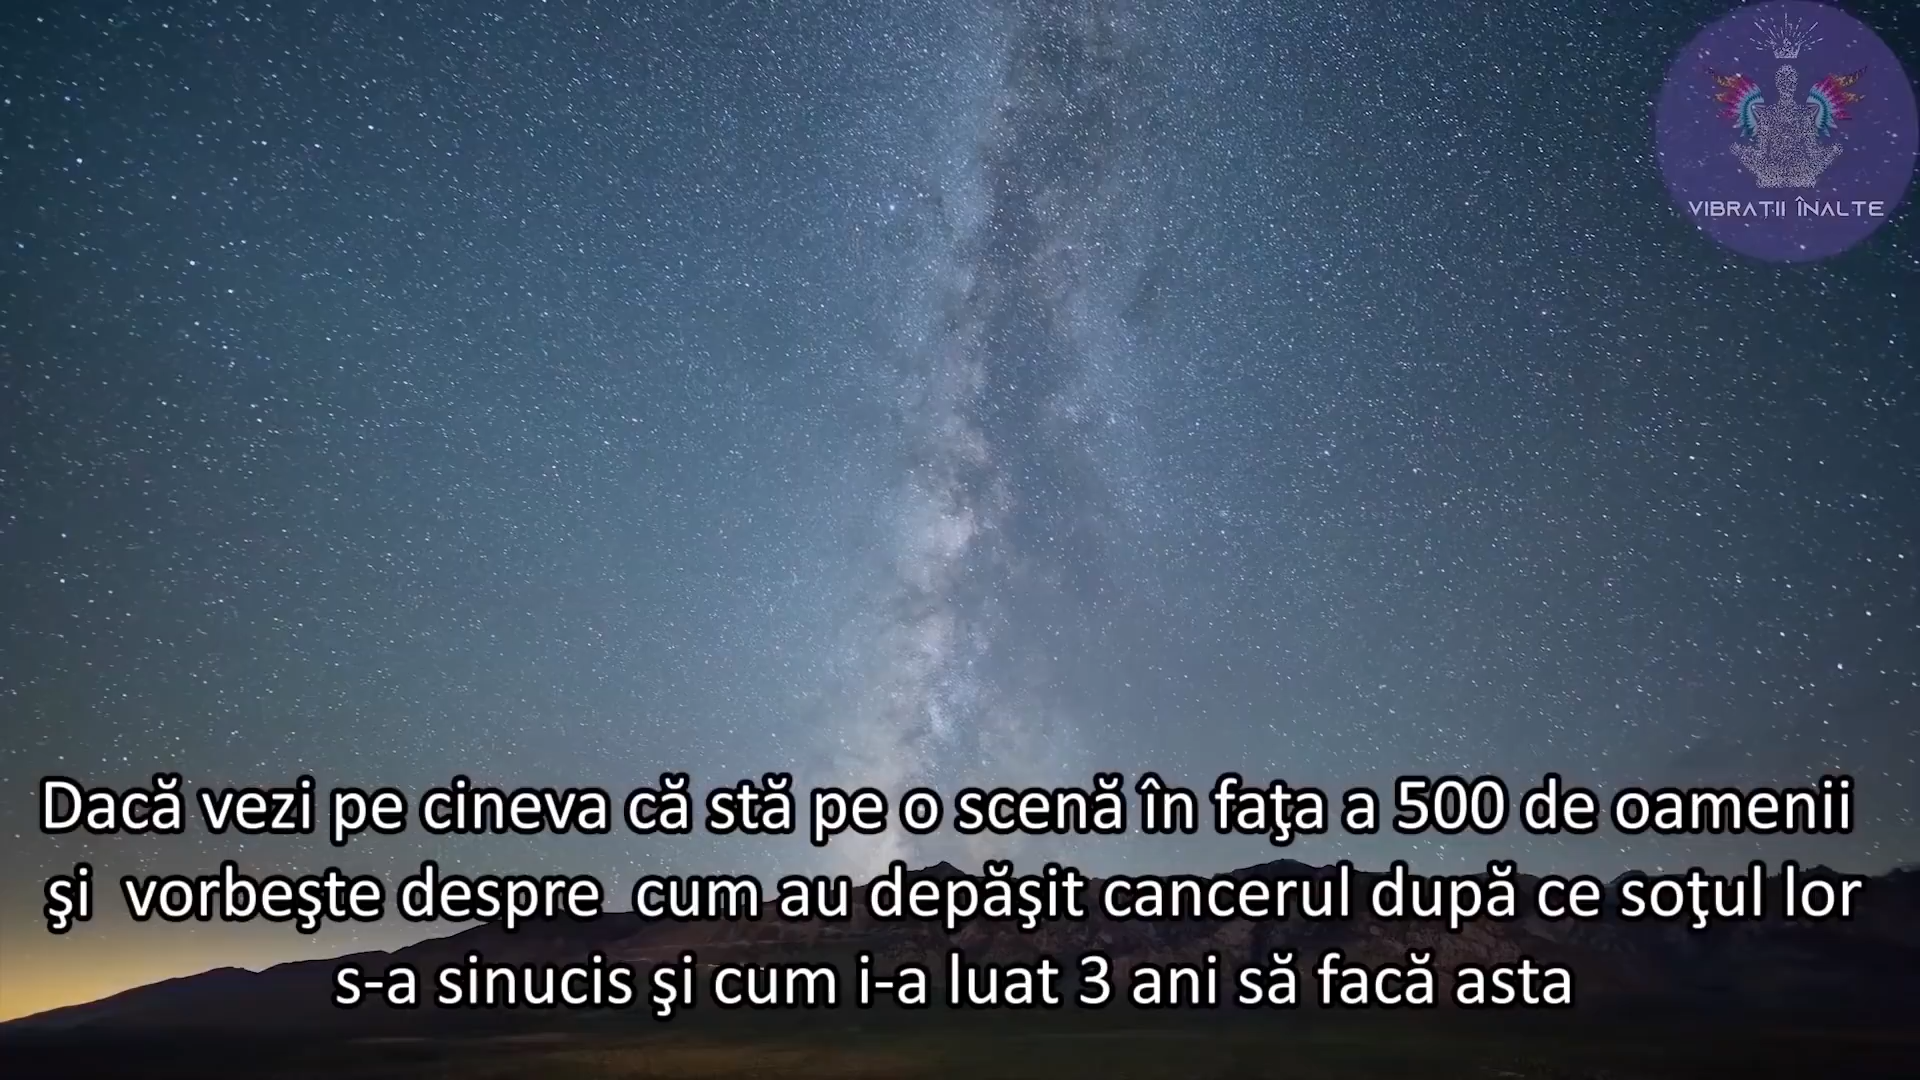 VIBRAȚII ÎNALTE
Dacă vezi pe cineva că stă pe o scenă în faţa a 500 de oamenii
şi vorbeşte despre cum au depăşit cancerul după ce soţul lor
s-a sinucis şi cum i-a luat 3 ani să facă asta